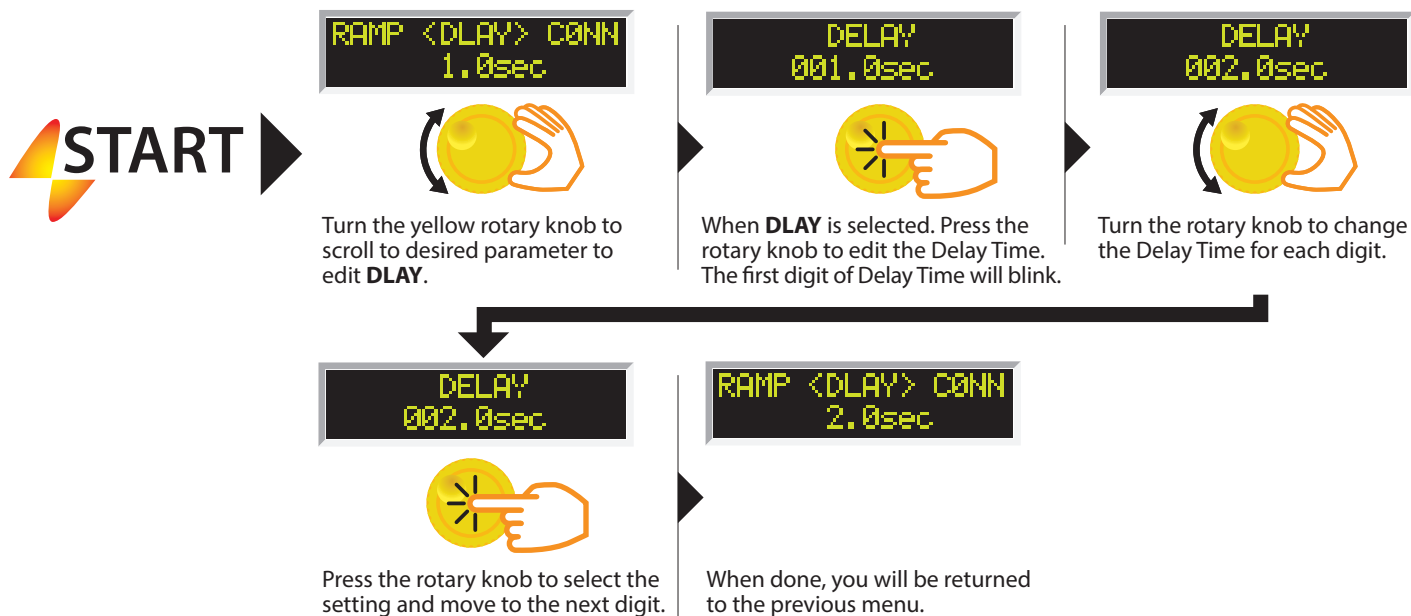 START
RAMP <DLAY> CØNN
1.0sec
Turn the yellow rotary knob to
scroll to desired parameter to
edit DLAY.
DELAY
001.0sec
When DLAY is selected. Press the
rotary knob to edit the Delay Time.
The first digit of Delay Time will blink.
DELAY
002.0sec
Turn the rotary knob to change
the Delay Time for each digit.
DELAY
002.0sec
Press the rotary knob to select the
setting and move to the next digit.
RAMP <DLAY> CØNN
2.0sec
When done, you will be returned
to the previous menu.